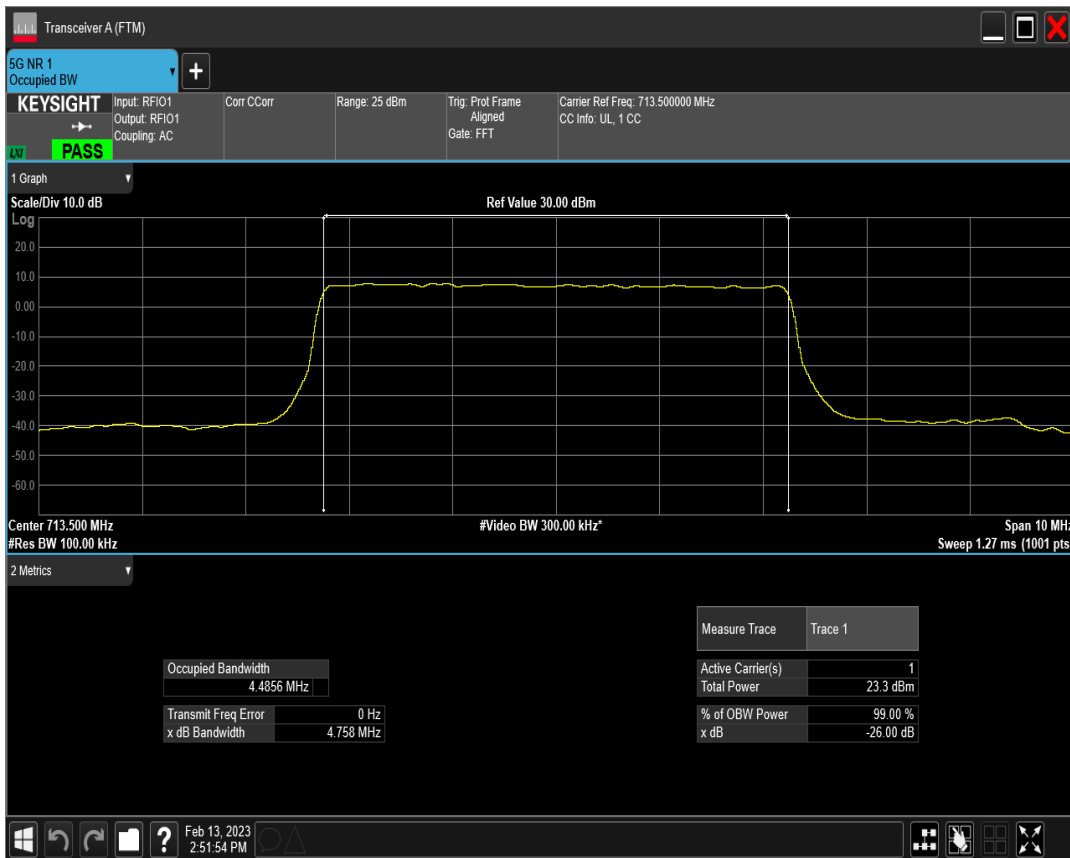 Transceiver A (FTM)
5G NR 1
Occupied BW
+
KEYSIGHT
LXI
PASS
Input: RFIO1
Output: RFIO1
Coupling: AC
Corr CCorr
Range: 25 dBm
Trig: Prot Frame
Aligned
Gate: FFT
Carrier Ref Freq: 713.500000 MHz
CC Info: UL, 1 CC
1 Graph
Scale/Div 10.0 dB
Ref Value 30.00 dBm
Log
20.0
10.0
0.00
-10.0
-20.0
-30.0
-40.0
-50.0
-60.0
Center 713.500 MHz
#Video BW 300.00 kHz*
Span 10 MHz
#Res BW 100.00 kHz
Sweep 1.27 ms (1001 pts
2 Metrics
Measure Trace Trace 1
Occupied Bandwidth
4.4856 MHz
Active Carrier(s) 1
Total Power 23.3 dBm
Transmit Freq Error 0 Hz
x dB Bandwidth 4.758 MHz
% of OBW Power 99.00 %
x dB -26.00 dB
?
Feb 13, 2023
2:51:54 PM